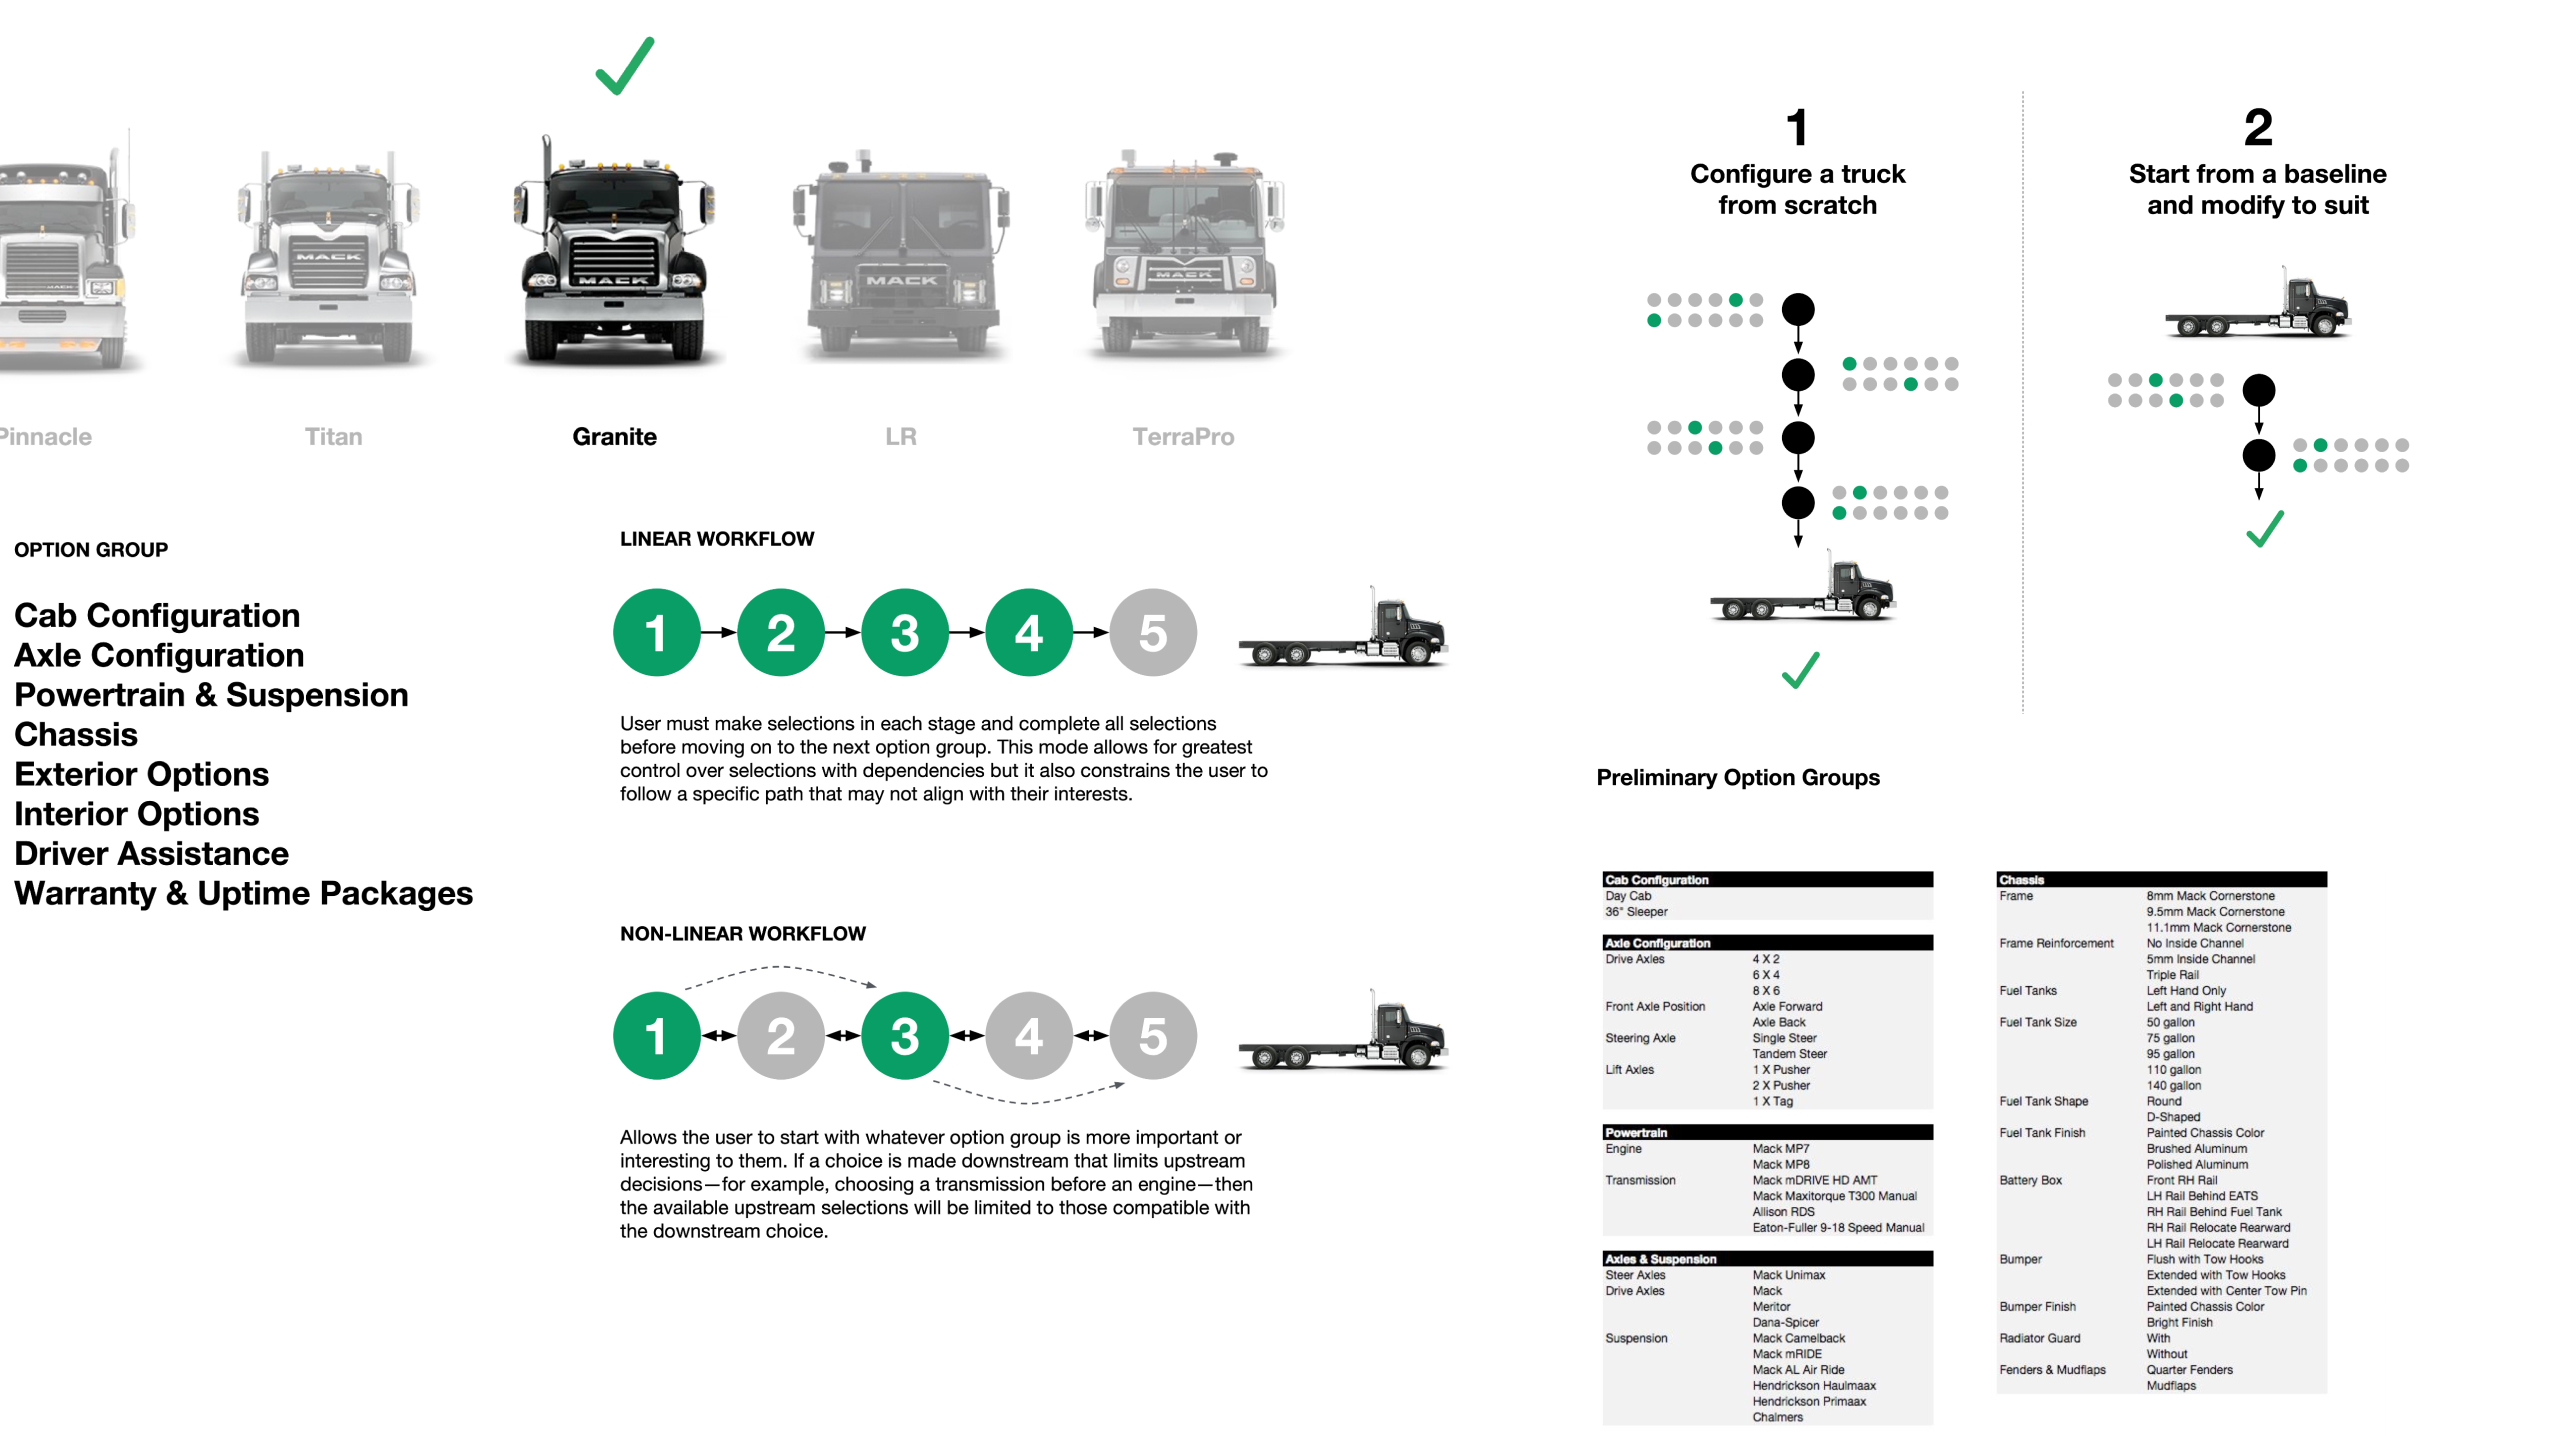 MACK
MACK
MACK
MACK
MACK
Pinnacle
Titan
Granite
LR
TerraPro
OPTION GROUP
Cab Configuration
Axle Configuration
Powertrain & Suspension
Chassis
Exterior Options
Interior Options
Driver Assistance
Warranty & Uptime Packages
LINEAR WORKFLOW
1
2
3
4
5
User must make selections in each stage and complete all selections
before moving on to the next option group. This mode allows for greatest
control over selections with dependencies but it also constrains the user to
follow a specific path that may not align with their interests.
NON-LINEAR WORKFLOW
1
2
3
4
5
Allows the user to start with whatever option group is more important or
interesting to them. If a choice is made downstream that limits upstream
decisions—for example, choosing a transmission before an engine—then
the available upstream selections will be limited to those compatible with
the downstream choice.
1
Configure a truck
from scratch
2
Start from a baseline
and modify to suit
Preliminary Option Groups
Cab Configuration
Day Cab
36" Sleeper
Axle Configuration
Drive Axles 4 X 2
6 X 4
8 X 6
Front Axle Position Axle Forward
Axle Back
Steering Axle Single Steer
Tandem Steer
Lift Axles 1 X Pusher
2 X Pusher
1 X Tag
Powertrain
Engine Mack MP7
Mack MP8
Transmission Mack mDRIVE HD AMT
Mack Maxitorque T300 Manual
Allison RDS
Eaton-Fuller 9-18 Speed Manual
Axles & Suspension
Steer Axles Mack Unimax
Drive Axles Mack
Meritor
Dana-Spicer
Suspension Mack Camelback
Mack mRIDE
Mack AL Air Ride
Hendrickson Haulmaax
Hendrickson Primaax
Chalmers
Chassis
Frame 8mm Mack Cornerstone
9.5mm Mack Cornerstone
11.1mm Mack Cornerstone
Frame Reinforcement No Inside Channel
5mm Inside Channel
Triple Rail
Fuel Tanks Left Hand Only
Left and Right Hand
Fuel Tank Size 50 gallon
75 gallon
95 gallon
110 gallon
140 gallon
Fuel Tank Shape Round
D-Shaped
Fuel Tank Finish Painted Chassis Color
Brushed Aluminum
Polished Aluminum
Battery Box Front RH Rail
LH Rail Behind EATS
RH Rail Behind Fuel Tank
RH Rail Relocate Rearward
LH Rail Relocate Rearward
Bumper Flush with Tow Hooks
Extended with Tow Hooks
Extended with Center Tow Pin
Bumper Finish Painted Chassis Color
Bright Finish
Radiator Guard With
Without
Fenders & Mudflaps Quarter Fenders
Mudflaps